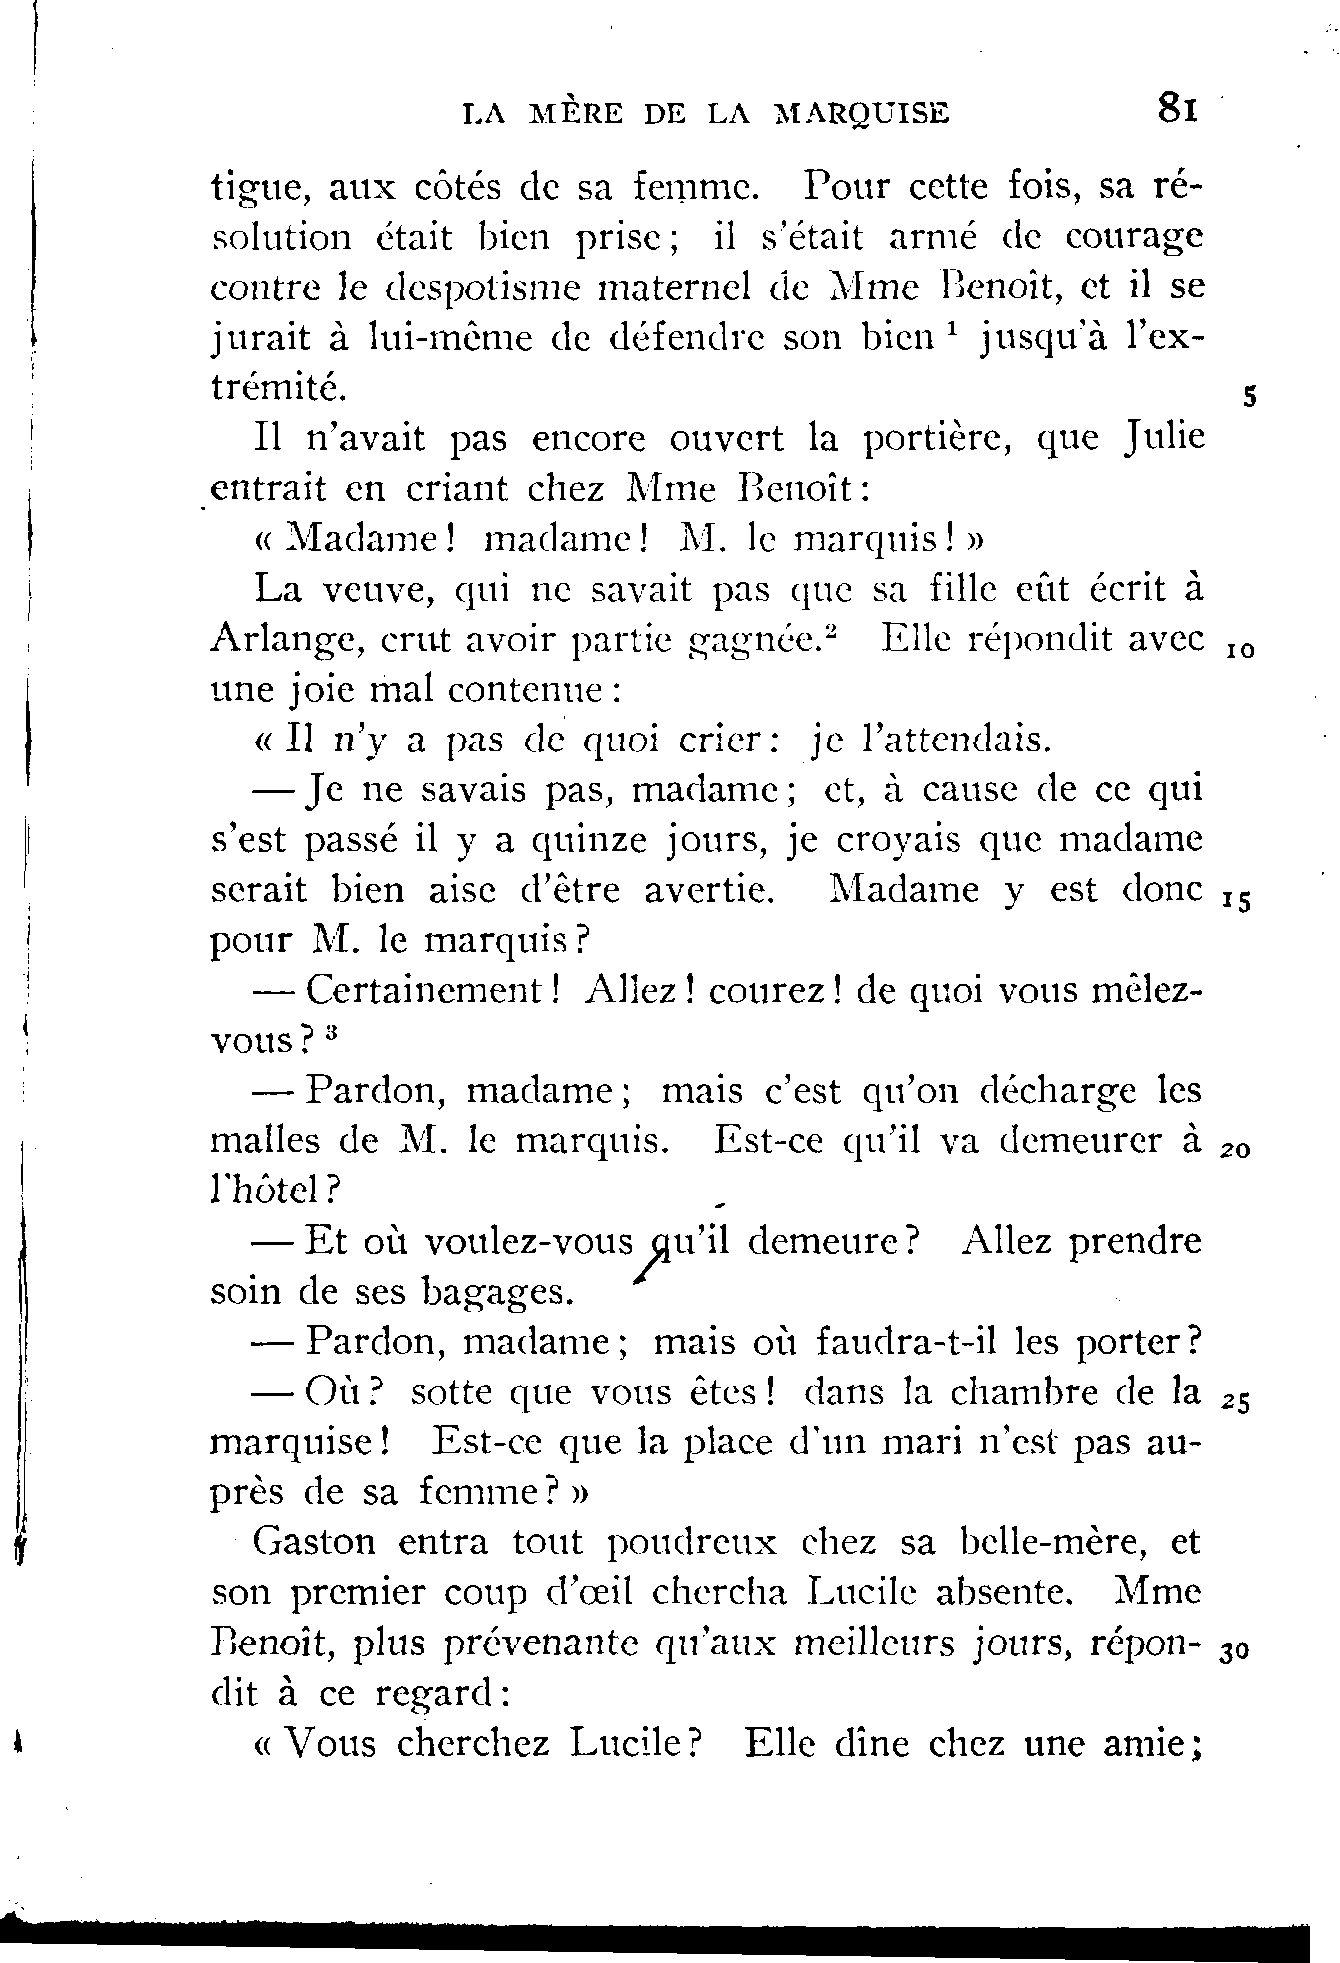 LA MÈRE DE LA MARQUISE 81
tigue, aux côtés de sa femme. Pour cette fois, sa ré-
solution était bien prise; il s'était armé de courage
contre le despotisme maternel de Mme Benoît, et il se
jurait à lui-même de défendre son bien ¹ jusqu'à l'ex-
trémité. 5
Il n'avait pas encore ouvert la portière, que Julie
entrait en criant chez Mme Benoît:
« Madame! madame! M. le marquis! »
La veuve, qui ne savait pas que sa fille eût écrit à
Arlange, crut avoir partie gagnée.² Elle répondit avec 10
une joie mal contenue:
« Il n'y a pas de quoi crier: je l'attendais.
— Je ne savais pas, madame; et, à cause de ce qui
s'est passé il y a quinze jours, je croyais que madame
serait bien aise d'être avertie. Madame y est donc 15
pour M. le marquis?
— Certainement! Allez! courez! de quoi vous mêlez-
vous? ³
— Pardon, madame; mais c'est qu'on décharge les
malles de M. le marquis. Est-ce qu'il va demeurer à 20
l'hôtel?
— Et où voulez-vous qu'il demeure? Allez prendre
soin de ses bagages.
— Pardon, madame; mais où faudra-t-il les porter?
— Où? sotte que vous êtes! dans la chambre de la 25
marquise! Est-ce que la place d'un mari n'est pas au-
près de sa femme? »
Gaston entra tout poudreux chez sa belle-mère, et
son premier coup d'œil chercha Lucile absente. Mme
Benoît, plus prévenante qu'aux meilleurs jours, répon- 30
dit à ce regard:
« Vous cherchez Lucile? Elle dîne chez une amie;